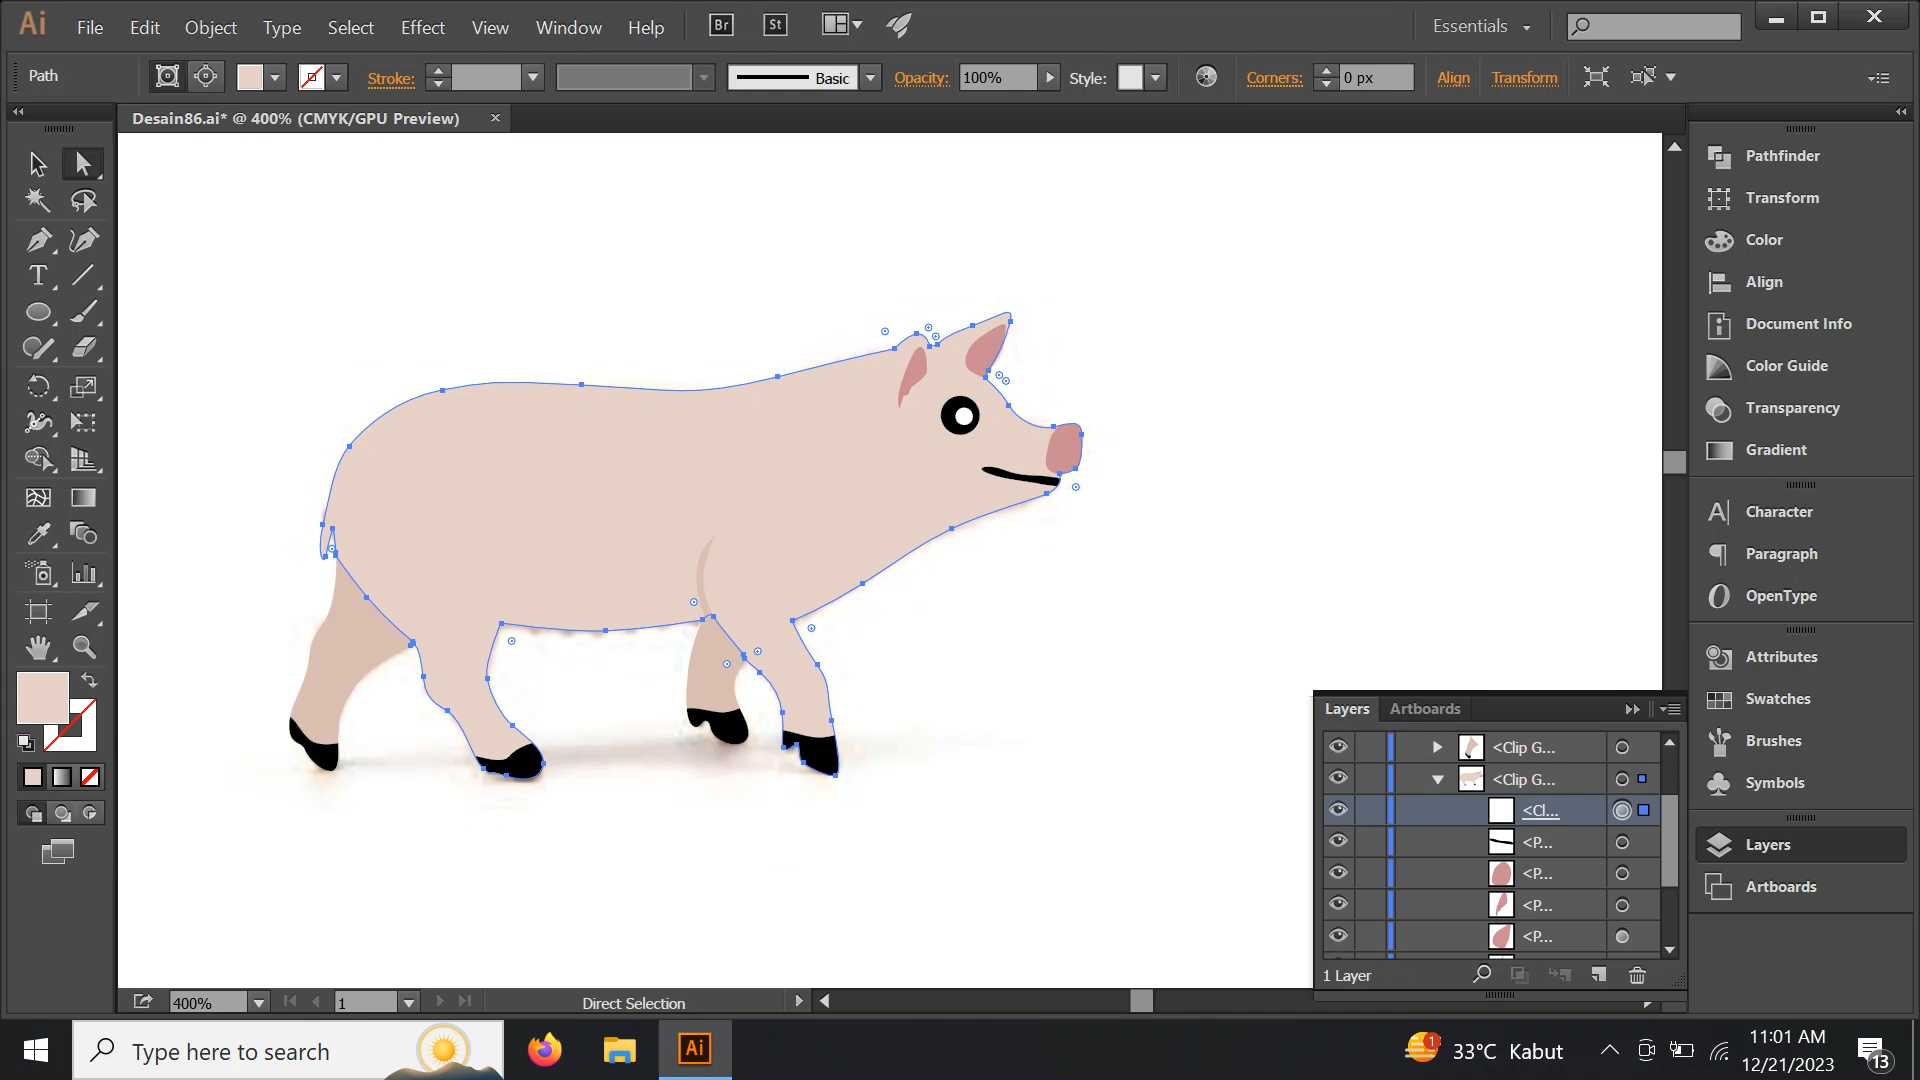 Ai File Edit Object Type Select Effect View Window Help Br St Essentials
Path Stroke: Basic Opacity: 100% Style: Corners: 0 px Align Transform
Desain86.ai* @ 400% (CMYK/GPU Preview)
Pathfinder
Transform
Color
Align
Document Info
Color Guide
Transparency
Gradient
Character
Paragraph
OpenType
Attributes
Swatches
Brushes
Symbols
Layers
Artboards
Layers Artboards
<Clip G...
<Clip G...
<Cl...
<P...
<P...
<P...
<P...
1 Layer
400% 1 Direct Selection
Type here to search Ai 1 33°C Kabut 11:01 AM
12/21/2023 13